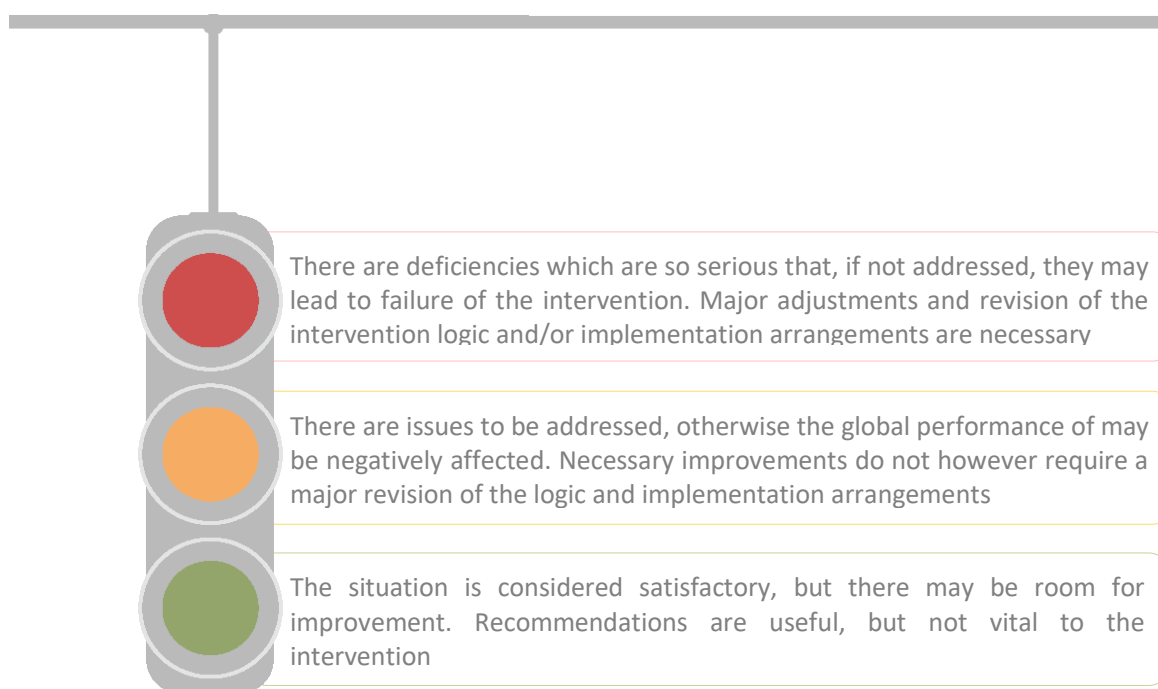 There are deficiencies which are so serious that, if not addressed, they may
lead to failure of the intervention. Major adjustments and revision of the
intervention logic and/or implementation arrangements are necessary
There are issues to be addressed, otherwise the global performance of may
be negatively affected. Necessary improvements do not however require a
major revision of the logic and implementation arrangements
The situation is considered satisfactory, but there may be room for
improvement. Recommendations are useful, but not vital to the
intervention